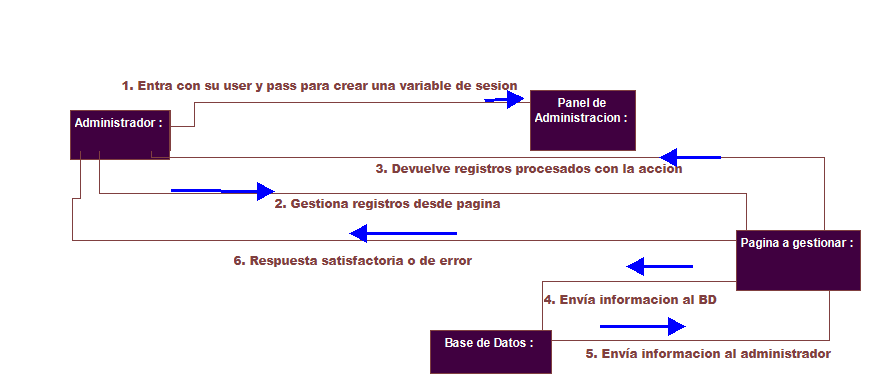 1. Entra con su user y pass para crear una variable de sesion
Panel de
Administracion :
Administrador :
3. Devuelve registros procesados con la accion
2. Gestiona registros desde pagina
Pagina a gestionar :
6. Respuesta satisfactoria o de error
4. Envía informacion al BD
Base de Datos :
5. Envía informacion al administrador